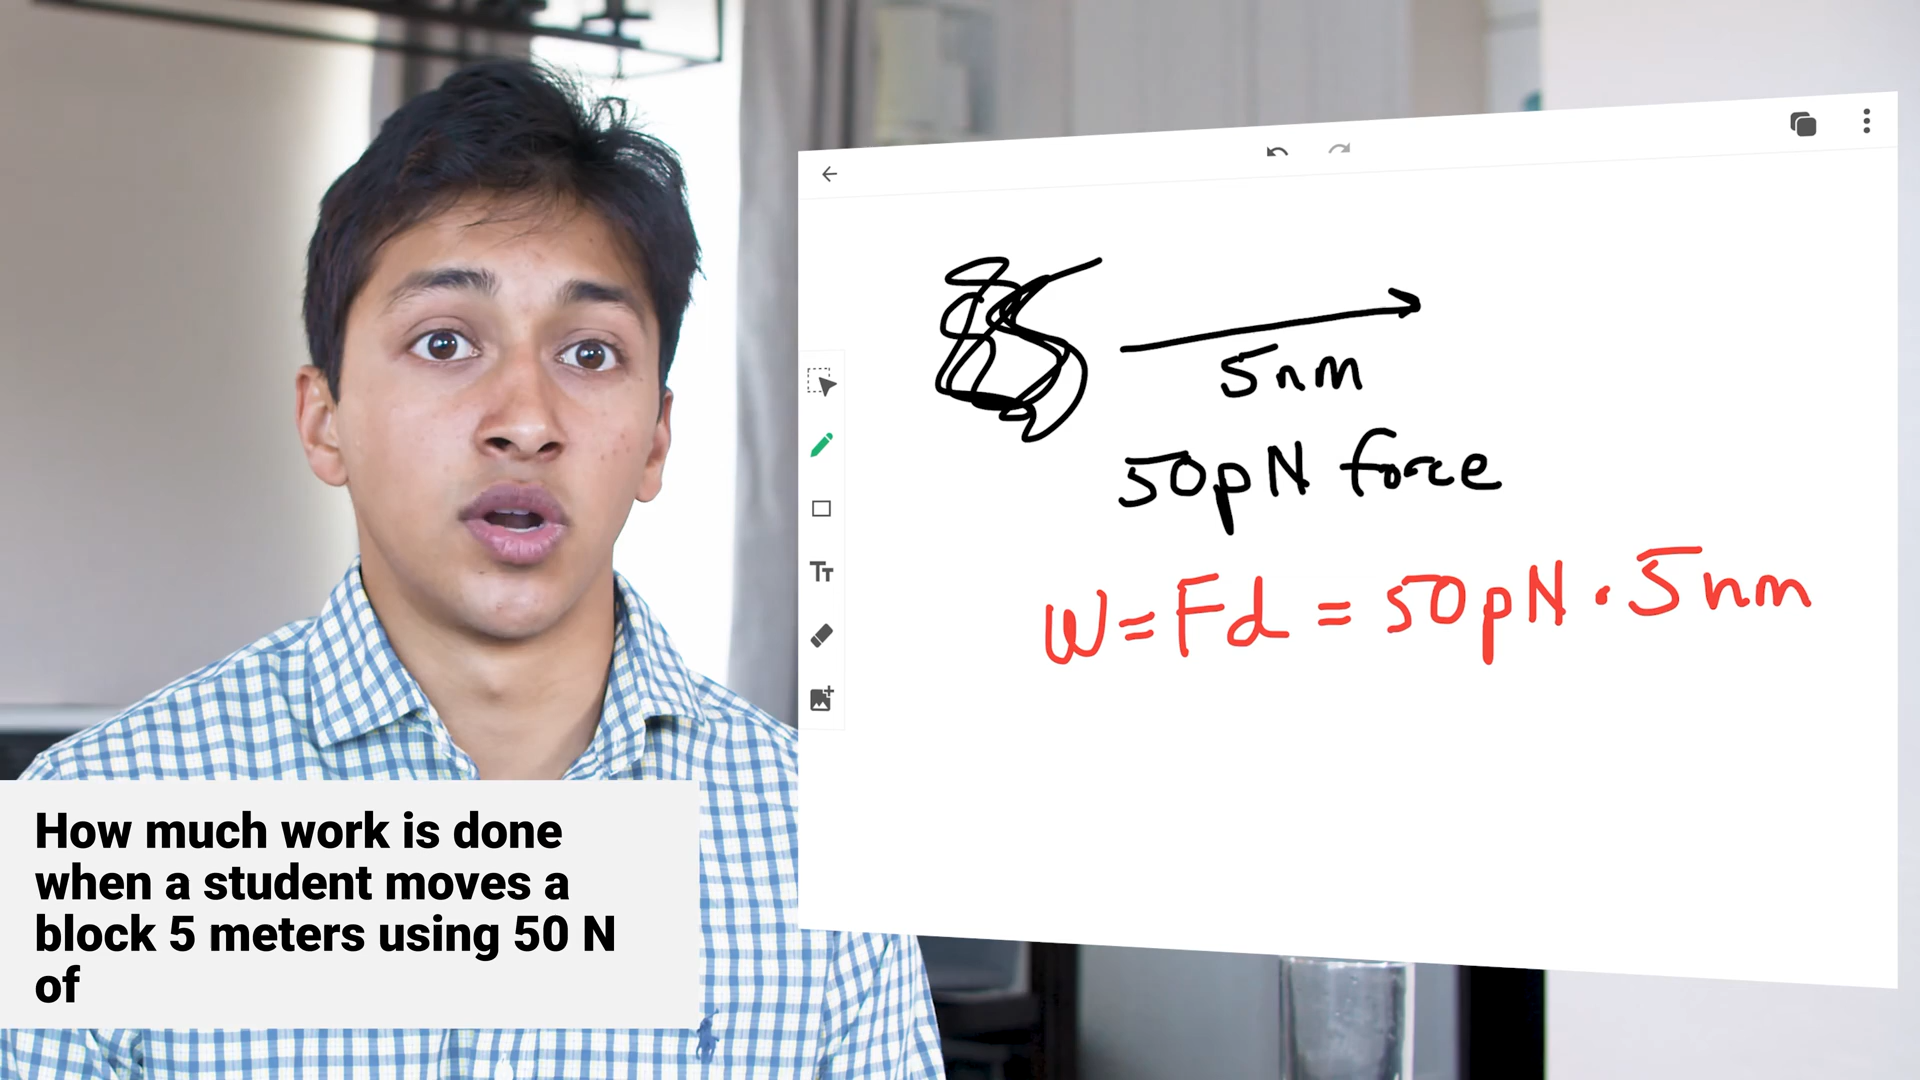 5nm
50pN force
W=Fd = 50pN · 5nm
Tт
How much work is done
when a student moves a
block 5 meters using 50 N
of